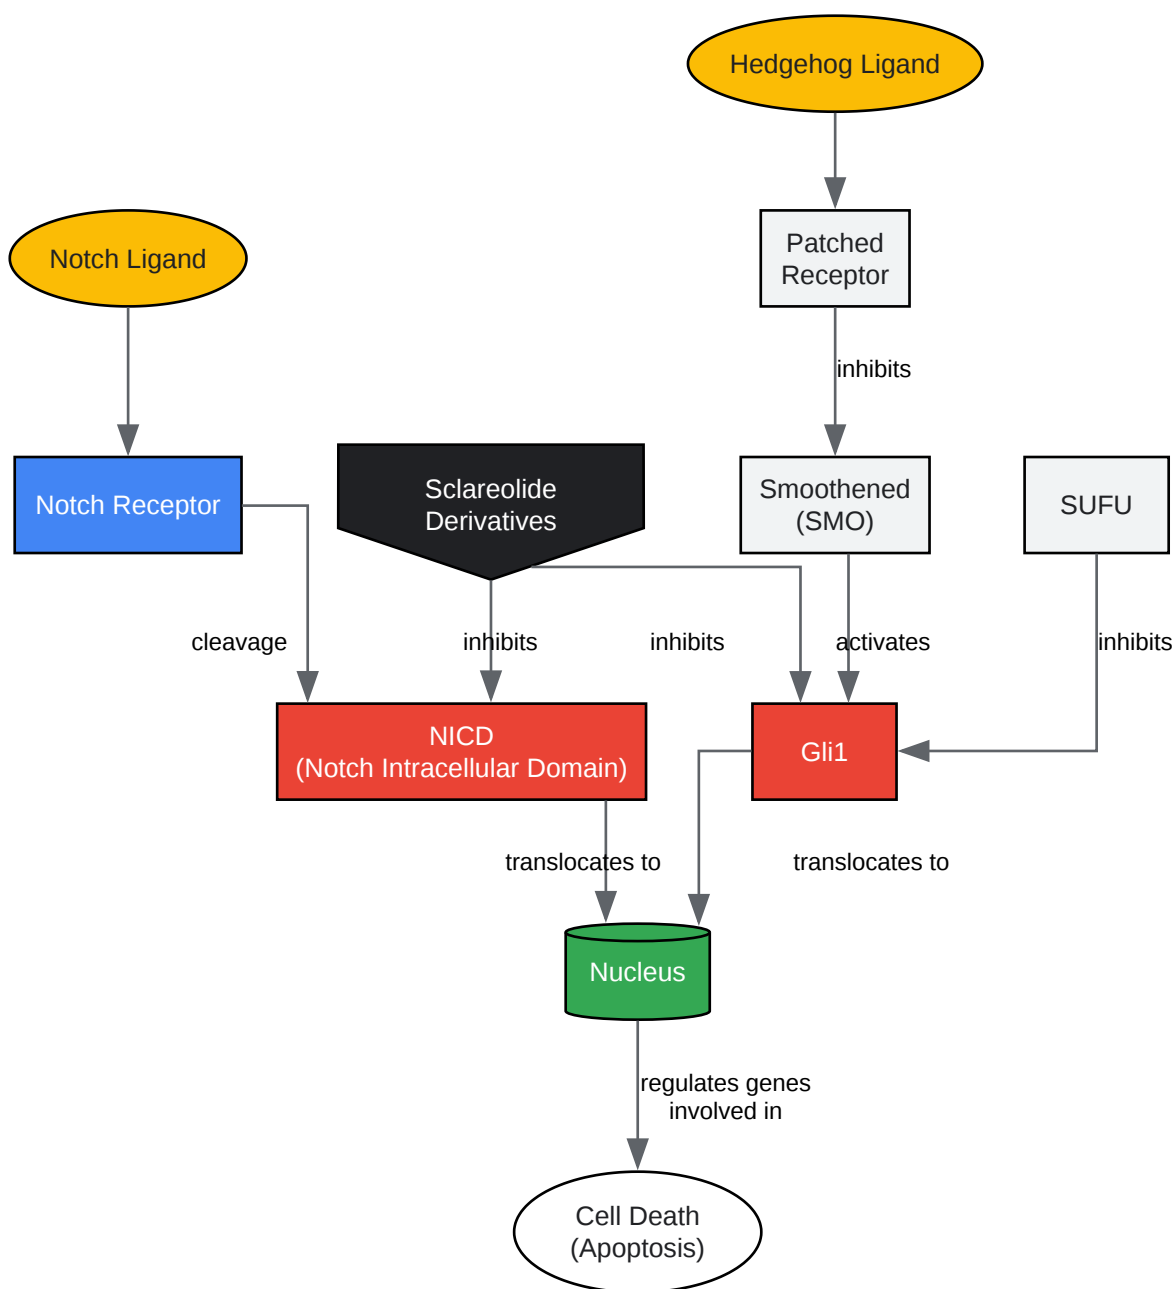 Hedgehog Ligand
Notch Ligand
Patched
Receptor
inhibits
Notch Receptor
Sclareolide
Derivatives
Smoothened
(SMO)
SUFU
cleavage
inhibits
inhibits
activates
inhibits
NICD
(Notch Intracellular Domain)
Gli1
translocates to
translocates to
Nucleus
regulates genes
involved in
Cell Death
(Apoptosis)